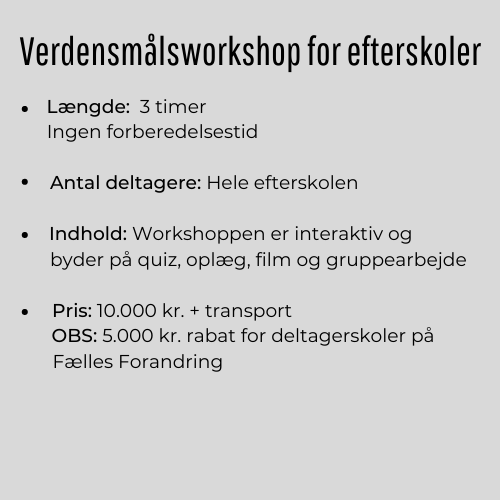 Verdensmålsworkshop for efterskoler
• Længde: 3 timer
Ingen forberedelsestid
• Antal deltagere: Hele efterskolen
• Indhold: Workshoppen er interaktiv og
byder på quiz, oplæg, film og gruppearbejde
• Pris: 10.000 kr. + transport
OBS: 5.000 kr. rabat for deltagerskoler på
Fælles Forandring